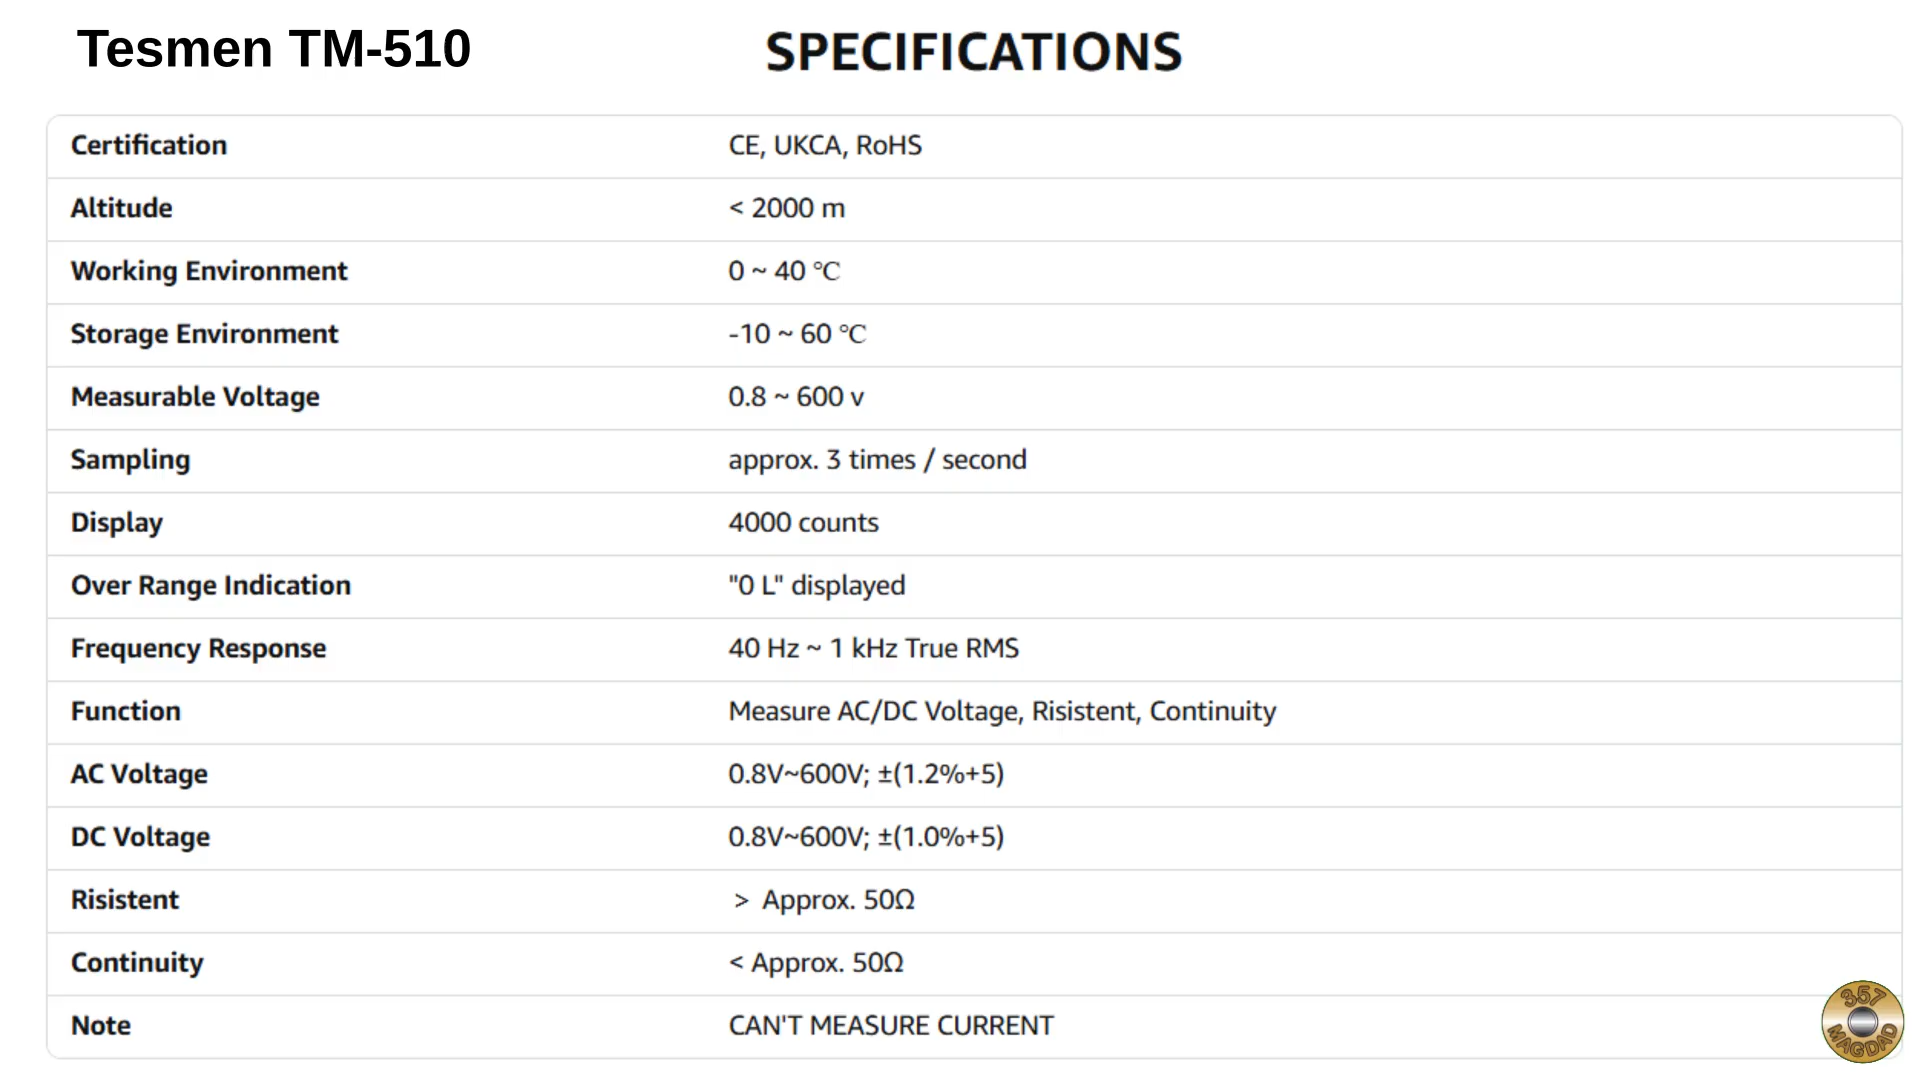 Tesmen TM-510
SPECIFICATIONS
Certification CE, UKCA, RoHS
Altitude < 2000 m
Working Environment 0 ~ 40 ℃
Storage Environment -10 ~ 60 ℃
Measurable Voltage 0.8 ~ 600 v
Sampling approx. 3 times / second
Display 4000 counts
Over Range Indication "0 L" displayed
Frequency Response 40 Hz ~ 1 kHz True RMS
Function Measure AC/DC Voltage, Risistent, Continuity
AC Voltage 0.8V~600V; ±(1.2%+5)
DC Voltage 0.8V~600V; ±(1.0%+5)
Risistent > Approx. 50Ω
Continuity < Approx. 50Ω
Note CAN'T MEASURE CURRENT
357
MAGDAD